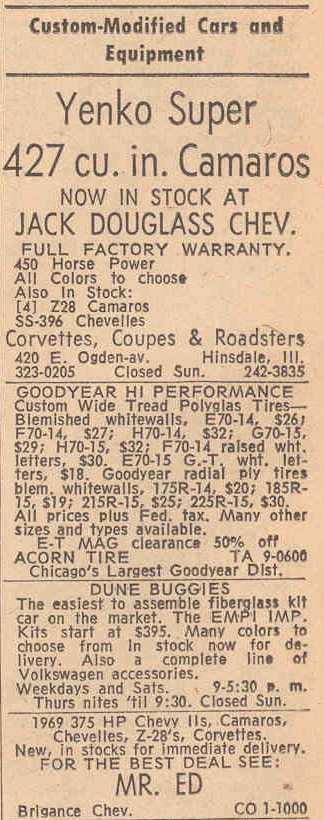 Custom-Modified Cars and
Equipment
Yenko Super
427 cu. in. Camaros
NOW IN STOCK AT
JACK DOUGLASS CHEV.
FULL FACTORY WARRANTY.
450 Horse Power
All Colors to choose
Also In Stock:
[4] Z28 Camaros
SS-396 Chevelles
Corvettes, Coupes & Roadsters
420 E. Ogden-av. Hinsdale, Ill.
323-0205 Closed Sun. 242-3835
GOODYEAR HI PERFORMANCE
Custom Wide Tread Polyglas Tires—
Blemished whitewalls, E70-14, $26;
F70-14, $27; H70-14, $32; G70-15,
$29; H70-15, $32; F70-14 raised wht.
letters, $30. E70-15 G.-T. wht. let-
ters, $18. Goodyear radial ply tires
blem. whitewalls, 175R-14, $20; 185R-
15, $19; 215R-15, $25; 225R-15, $30.
All prices plus Fed. tax. Many other
sizes and types available.
E-T MAG clearance 50% off
ACORN TIRE TA 9-0600
Chicago's Largest Goodyear Dist.
DUNE BUGGIES
The easiest to assemble fiberglass kit
car on the market. The EMPI IMP.
Kits start at $395. Many colors to
choose from in stock now for de-
livery. Also a complete line of
Volkswagen accessories.
Weekdays and Sats. 9-5:30 p. m.
Thurs nites 'til 9:30. Closed Sun.
1969 375 HP Chevy IIs, Camaros,
Chevelles, Z-28's, Corvettes.
New, in stocks for immediate delivery.
FOR THE BEST DEAL SEE:
MR. ED
Brigance Chev. CO 1-1000